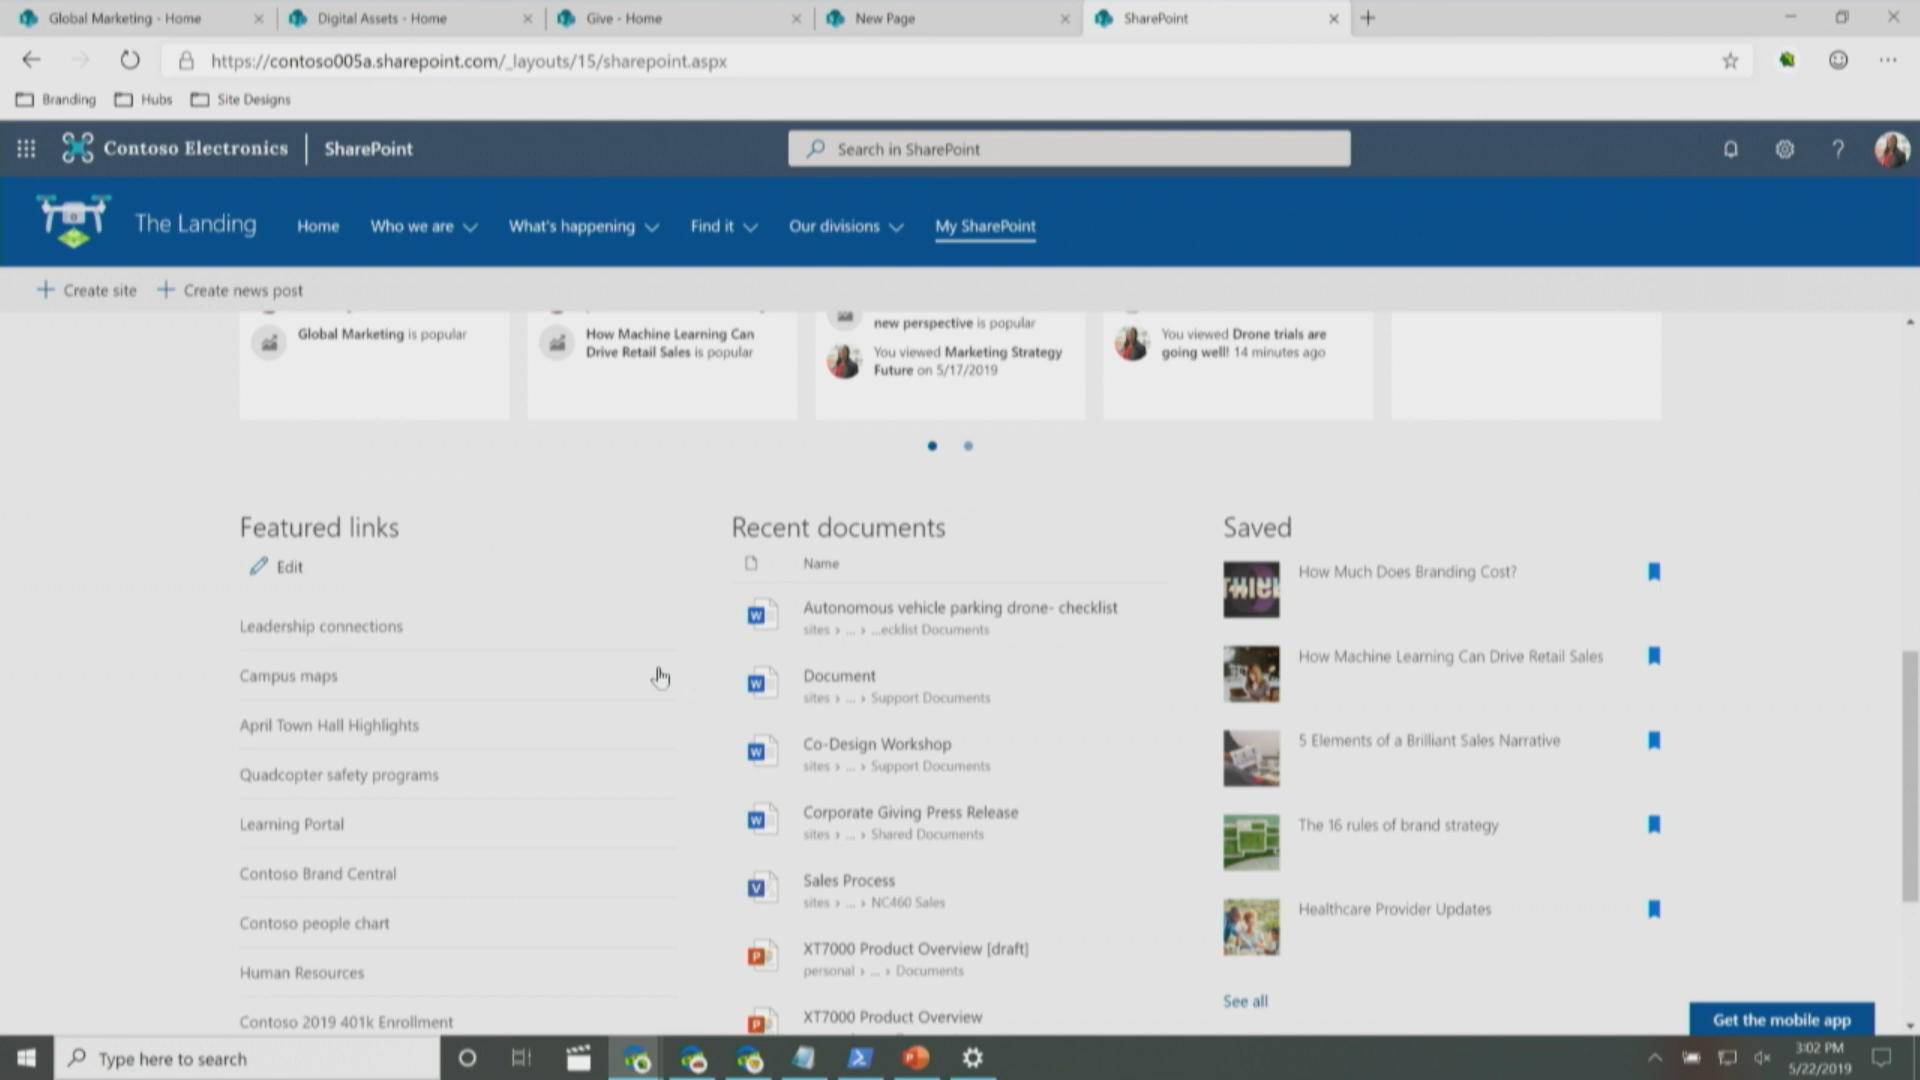 Global Marketing - Home
Digital Assets - Home
Give - Home
New Page
SharePoint
https://contoso005a.sharepoint.com/_layouts/15/sharepoint.aspx
Branding
Hubs
Site Designs
Contoso Electronics
SharePoint
Search in SharePoint
The Landing
Home
Who we are
What's happening
Find it
Our divisions
My SharePoint
+ Create site
+ Create news post
Global Marketing is popular
How Machine Learning Can
Drive Retail Sales is popular
new perspective is popular
You viewed Marketing Strategy
Future on 5/17/2019
You viewed Drone trials are
going well! 14 minutes ago
Featured links
Edit
Leadership connections
Campus maps
April Town Hall Highlights
Quadcopter safety programs
Learning Portal
Contoso Brand Central
Contoso people chart
Human Resources
Contoso 2019 401k Enrollment
Recent documents
Name
Autonomous vehicle parking drone- checklist
sites › ... › ...ecklist Documents
Document
sites › ... › Support Documents
Co-Design Workshop
sites › ... › Support Documents
Corporate Giving Press Release
sites › ... › Shared Documents
Sales Process
sites › ... › NC460 Sales
XT7000 Product Overview [draft]
personal › ... › Documents
XT7000 Product Overview
Saved
THINK
How Much Does Branding Cost?
How Machine Learning Can Drive Retail Sales
5 Elements of a Brilliant Sales Narrative
The 16 rules of brand strategy
Healthcare Provider Updates
See all
Get the mobile app
Type here to search
3:02 PM
5/22/2019